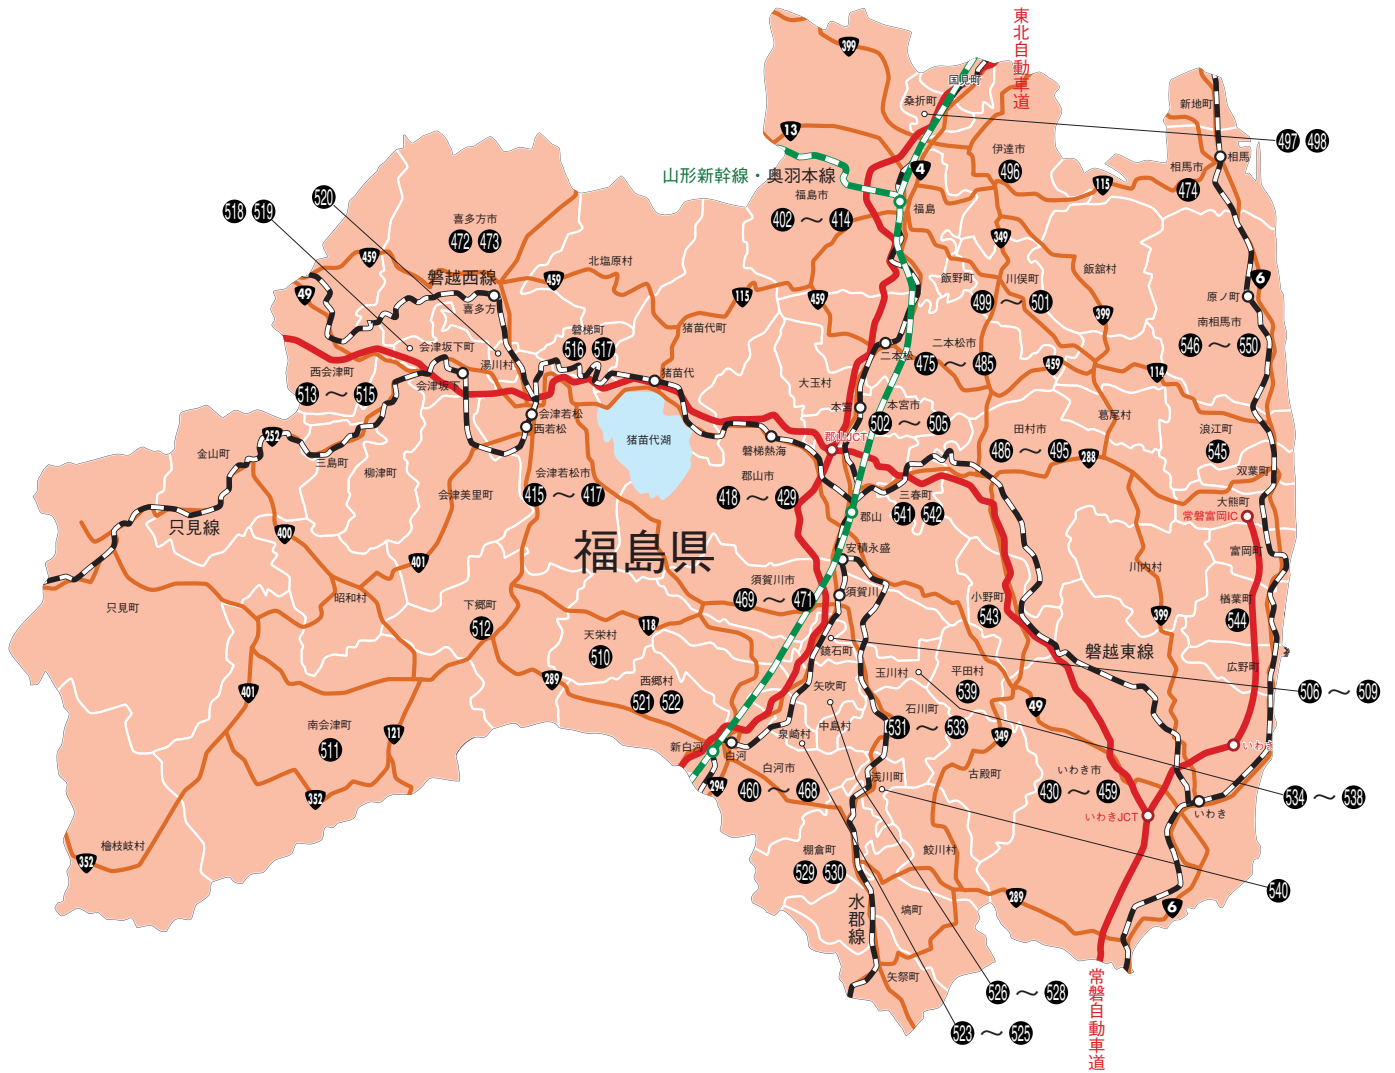 東北自動車道
399
国見町
桑折町
新地町
13
497 498
伊達市
496
相馬
相馬市
474
4
115
山形新幹線・奥羽本線
福島市
402 〜 414
福島
520
518 519
喜多方市
472 473
349
459
北塩原村
飯舘村
磐越西線
459
飯野町
川俣町
6
49
喜多方
115
459
499 〜 501
原ノ町
399
猪苗代町
南相馬市
546 〜 550
磐梯町
516 517
会津坂下町
湯川村
二本松
二本松市
475 〜 485
459
114
西会津町
513 〜 515
会津坂下
猪苗代
大玉村
会津若松
西若松
本宮
本宮市
502 〜 505
葛尾村
252
猪苗代湖
郡山JCT
田村市
486 〜 495
浪江町
545
金山町
三島町
柳津町
磐梯熱海
288
双葉町
会津若松市
415 〜 417
郡山市
418 〜 429
会津美里町
三春町
541 542
大熊町
常磐富岡IC
只見線
郡山
400
福島県
安積永盛
富岡町
401
川内村
須賀川市
469 〜 471
須賀川
只見町
昭和村
下郷町
512
小野町
543
399
楢葉町
544
118
天栄村
510
鏡石町
磐越東線
広野町
289
西郷村
521 522
玉川村
平田村
539
401
矢吹町
506 〜 509
49
南会津町
511
121
中島村
石川町
531 〜 533
泉崎村
349
新白河
白河
いわき
294
白河市
460 〜 468
浅川町
古殿町
いわき市
430 〜 459
352
534 〜 538
いわきJCT
いわき
檜枝岐村
352
棚倉町
529 530
鮫川村
289
540
6
水郡線
塙町
矢祭町
526 〜 528
常磐自動車道
523 〜 525